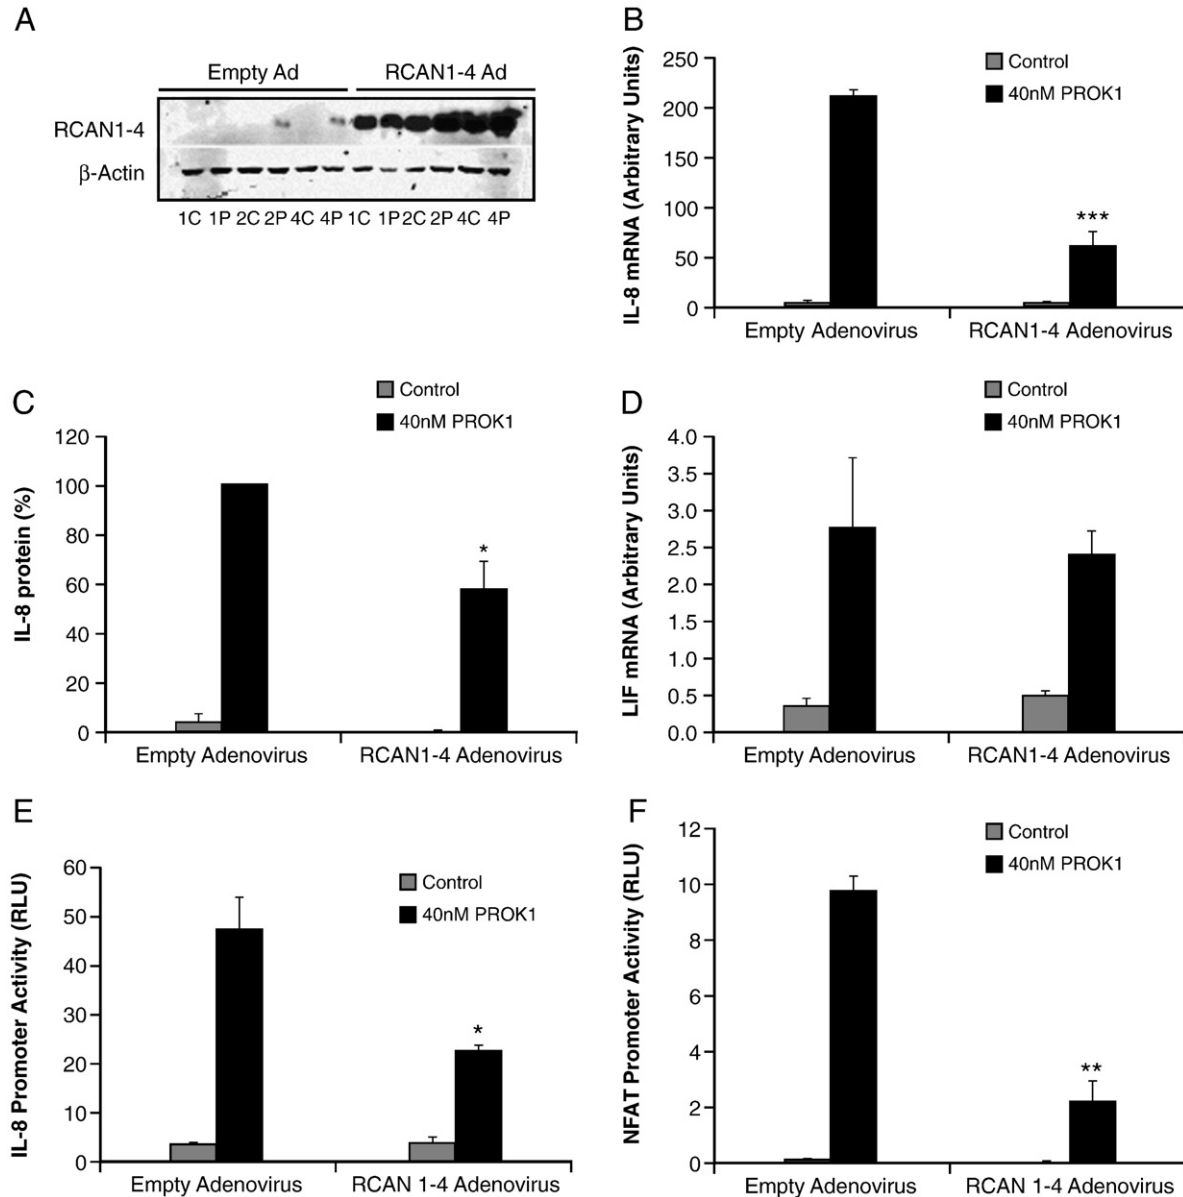 A
Empty Ad RCAN1-4 Ad
RCAN1-4
β-Actin
1C 1P 2C 2P 4C 4P 1C 1P 2C 2P 4C 4P
B
IL-8 mRNA (Arbitrary Units)
Control
40nM PROK1
250
200
150
100
50
0
***
Empty Adenovirus RCAN1-4 Adenovirus
C
IL-8 protein (%)
Control
40nM PROK1
120
100
80
60
40
20
0
*
Empty Adenovirus RCAN1-4 Adenovirus
D
LIF mRNA (Arbitrary Units)
Control
40nM PROK1
4.0
3.5
3.0
2.5
2.0
1.5
1.0
0.5
0.0
Empty Adenovirus RCAN1-4 Adenovirus
E
IL-8 Promoter Activity (RLU)
Control
40nM PROK1
60
50
40
30
20
10
0
*
Empty Adenovirus RCAN 1-4 Adenovirus
F
NFAT Promoter Activity (RLU)
Control
40nM PROK1
12
10
8
6
4
2
0
**
Empty Adenovirus RCAN 1-4 Adenovirus